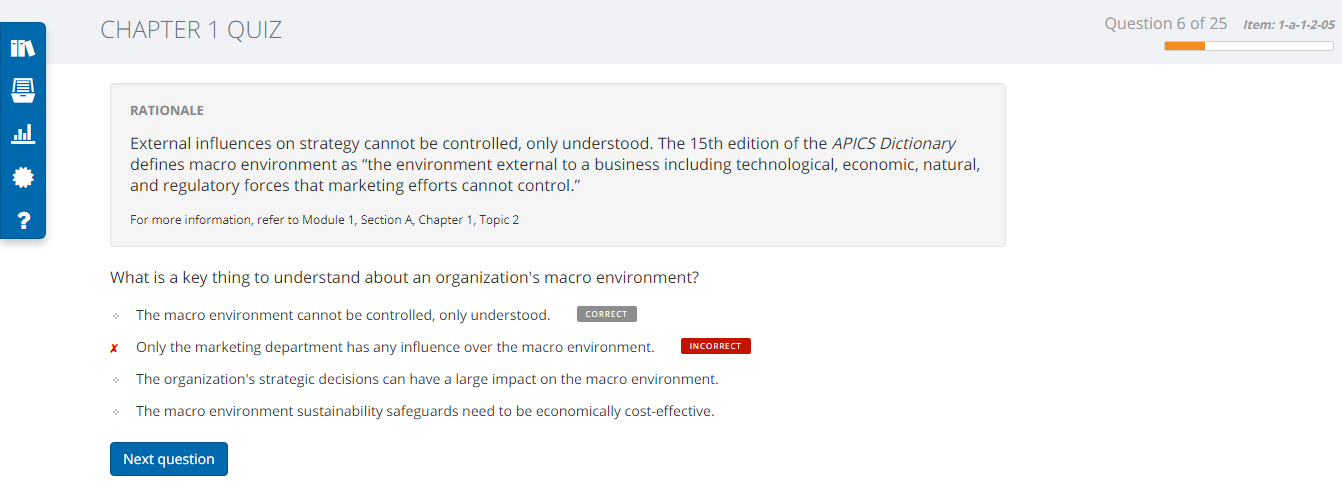 CHAPTER 1 QUIZ
Question 6 of 25 Item: 1-a-1-2-05
RATIONALE
External influences on strategy cannot be controlled, only understood. The 15th edition of the APICS Dictionary
defines macro environment as “the environment external to a business including technological, economic, natural,
and regulatory forces that marketing efforts cannot control.”
For more information, refer to Module 1, Section A, Chapter 1, Topic 2
What is a key thing to understand about an organization's macro environment?
The macro environment cannot be controlled, only understood. CORRECT
✗ Only the marketing department has any influence over the macro environment. INCORRECT
The organization's strategic decisions can have a large impact on the macro environment.
The macro environment sustainability safeguards need to be economically cost-effective.
Next question
?